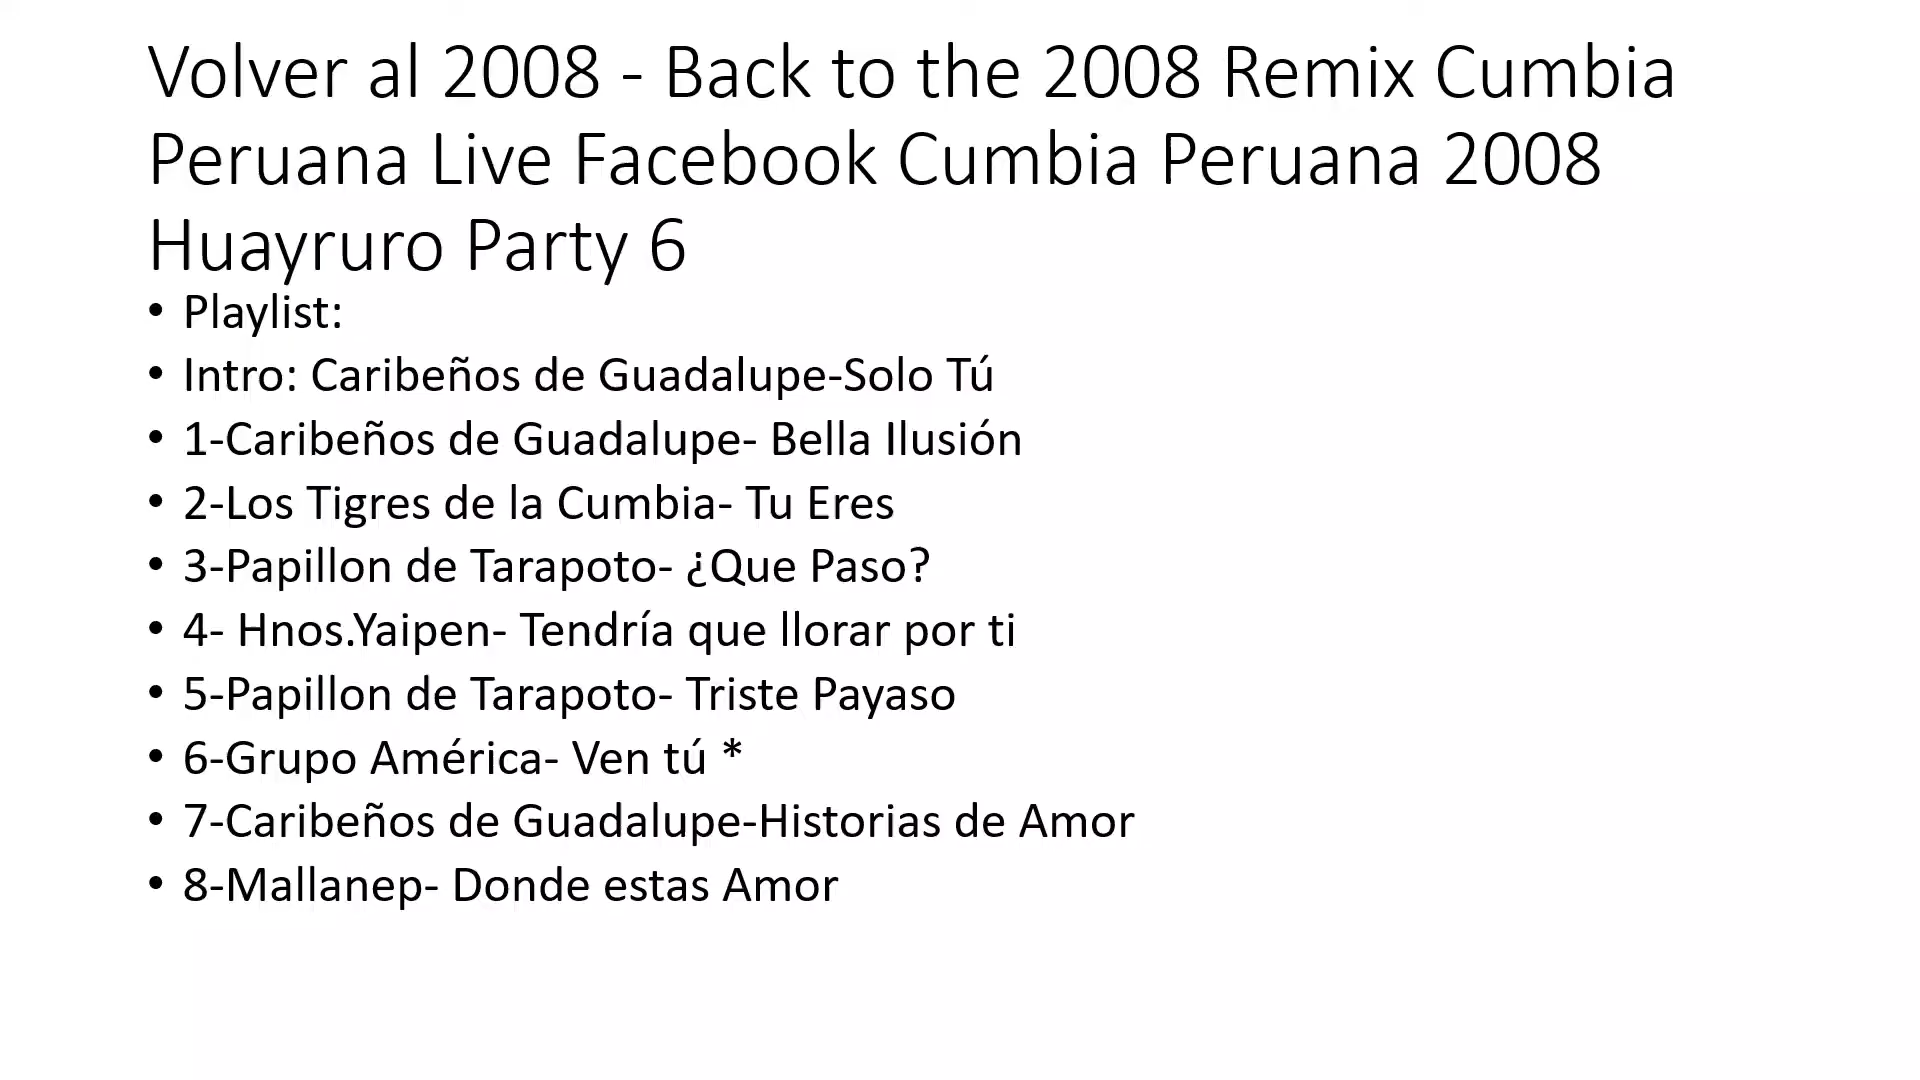 Volver al 2008 - Back to the 2008 Remix Cumbia
Peruana Live Facebook Cumbia Peruana 2008
Huayruro Party 6
• Playlist:
• Intro: Caribeños de Guadalupe-Solo Tú
• 1-Caribeños de Guadalupe- Bella Ilusión
• 2-Los Tigres de la Cumbia- Tu Eres
• 3-Papillon de Tarapoto- ¿Que Paso?
• 4- Hnos.Yaipen- Tendría que llorar por ti
• 5-Papillon de Tarapoto- Triste Payaso
• 6-Grupo América- Ven tú *
• 7-Caribeños de Guadalupe-Historias de Amor
• 8-Mallanep- Donde estas Amor